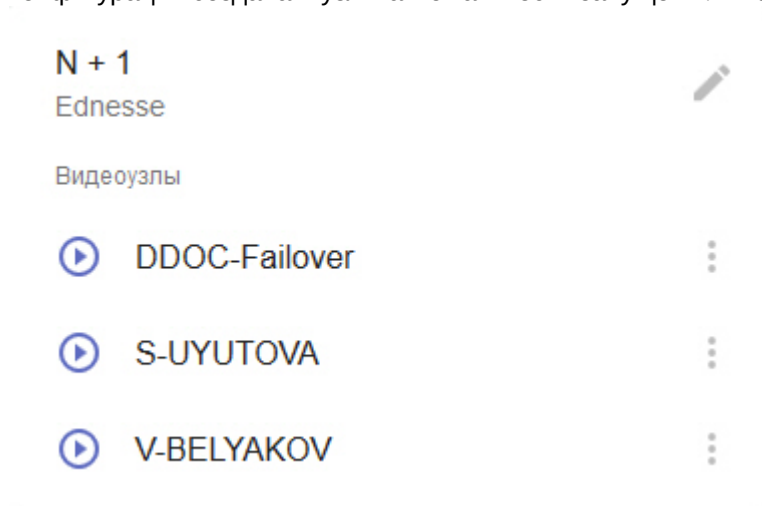 N + 1
Ednesse
Видеоузлы
DDOC-Failover
S-UYUTOVA
V-BELYAKOV